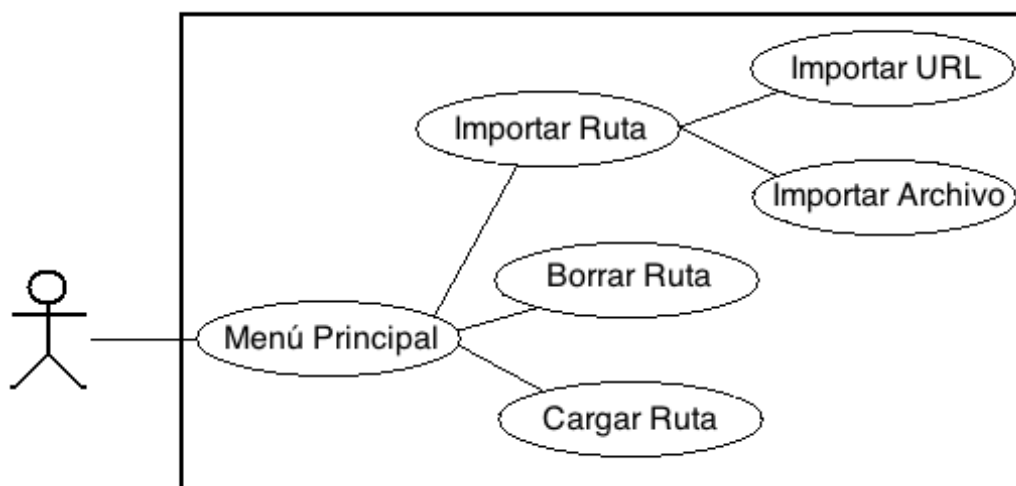 Importar URL
Importar Ruta
Importar Archivo
Borrar Ruta
Menú Principal
Cargar Ruta